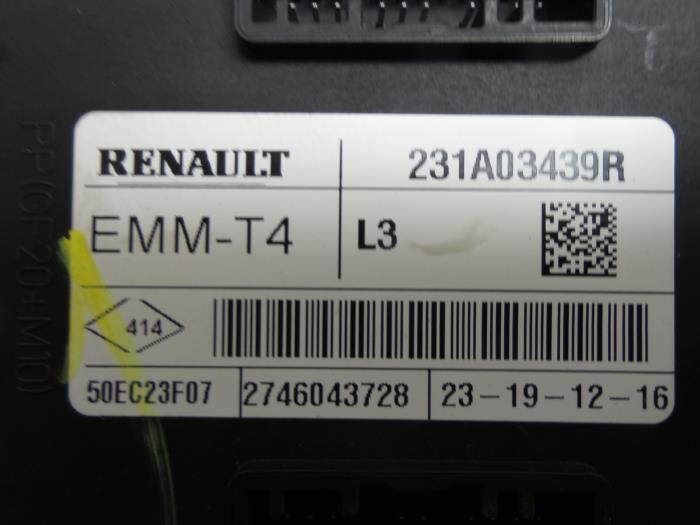 RENAULT
231A03439R
EMM-T4
L3
414
50EC23F07
2746043728
23-19-12-16
PP(GF20+M10)